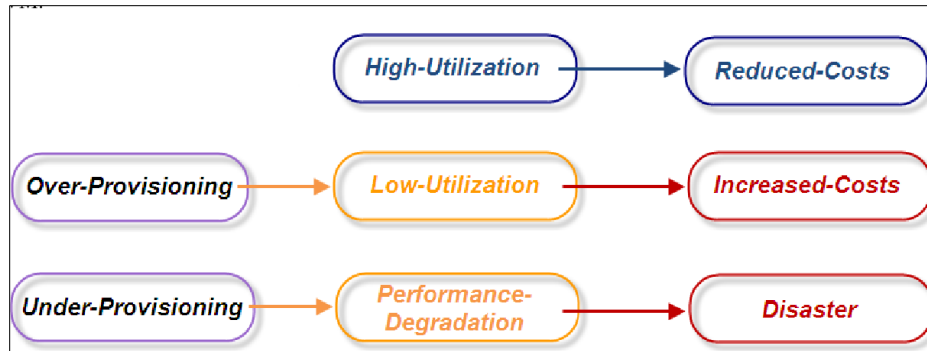 High-Utilization Reduced-Costs
Over-Provisioning Low-Utilization Increased-Costs
Under-Provisioning Performance-
Degradation Disaster